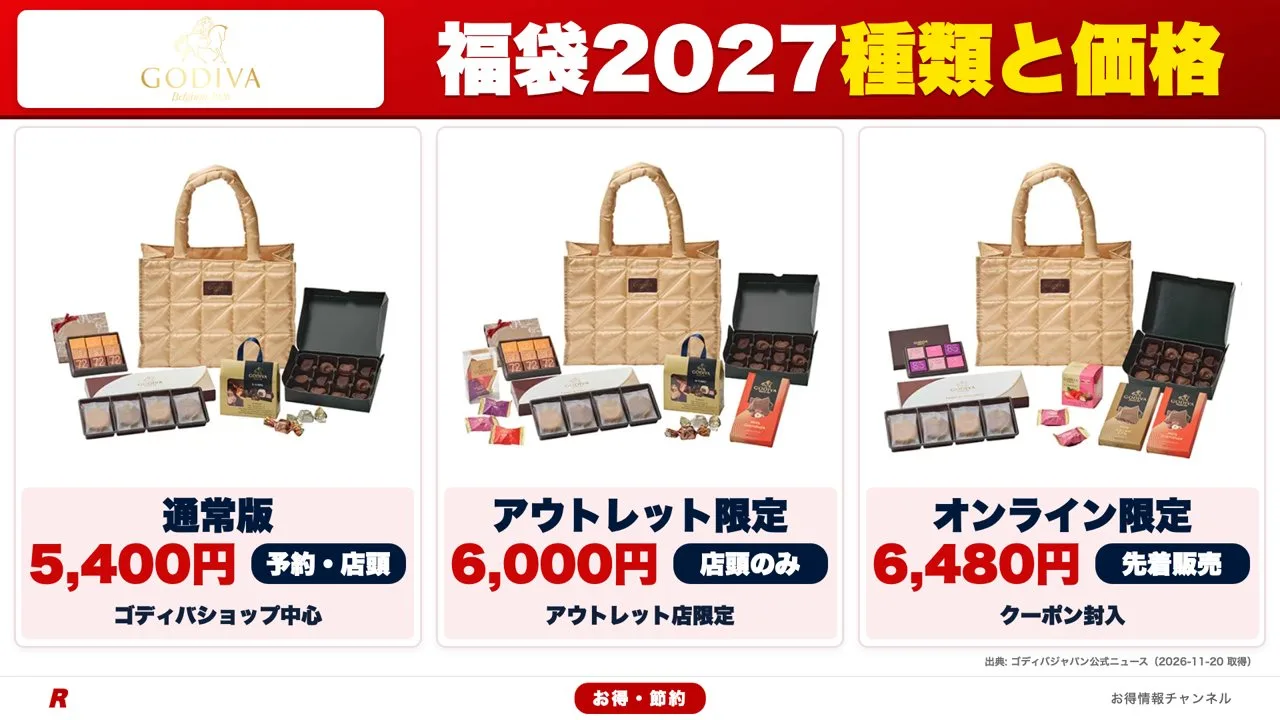 GODIVA
福袋2027種類と価格
通常版
5,400円 予約・店頭
ゴディバショップ中心
アウトレット限定
6,000円 店頭のみ
アウトレット店限定
オンライン限定
6,480円 先着販売
クーポン封入
出典: ゴディバジャパン公式ニュース（2026-11-20 取得）
R
お得・節約
お得情報チャンネル